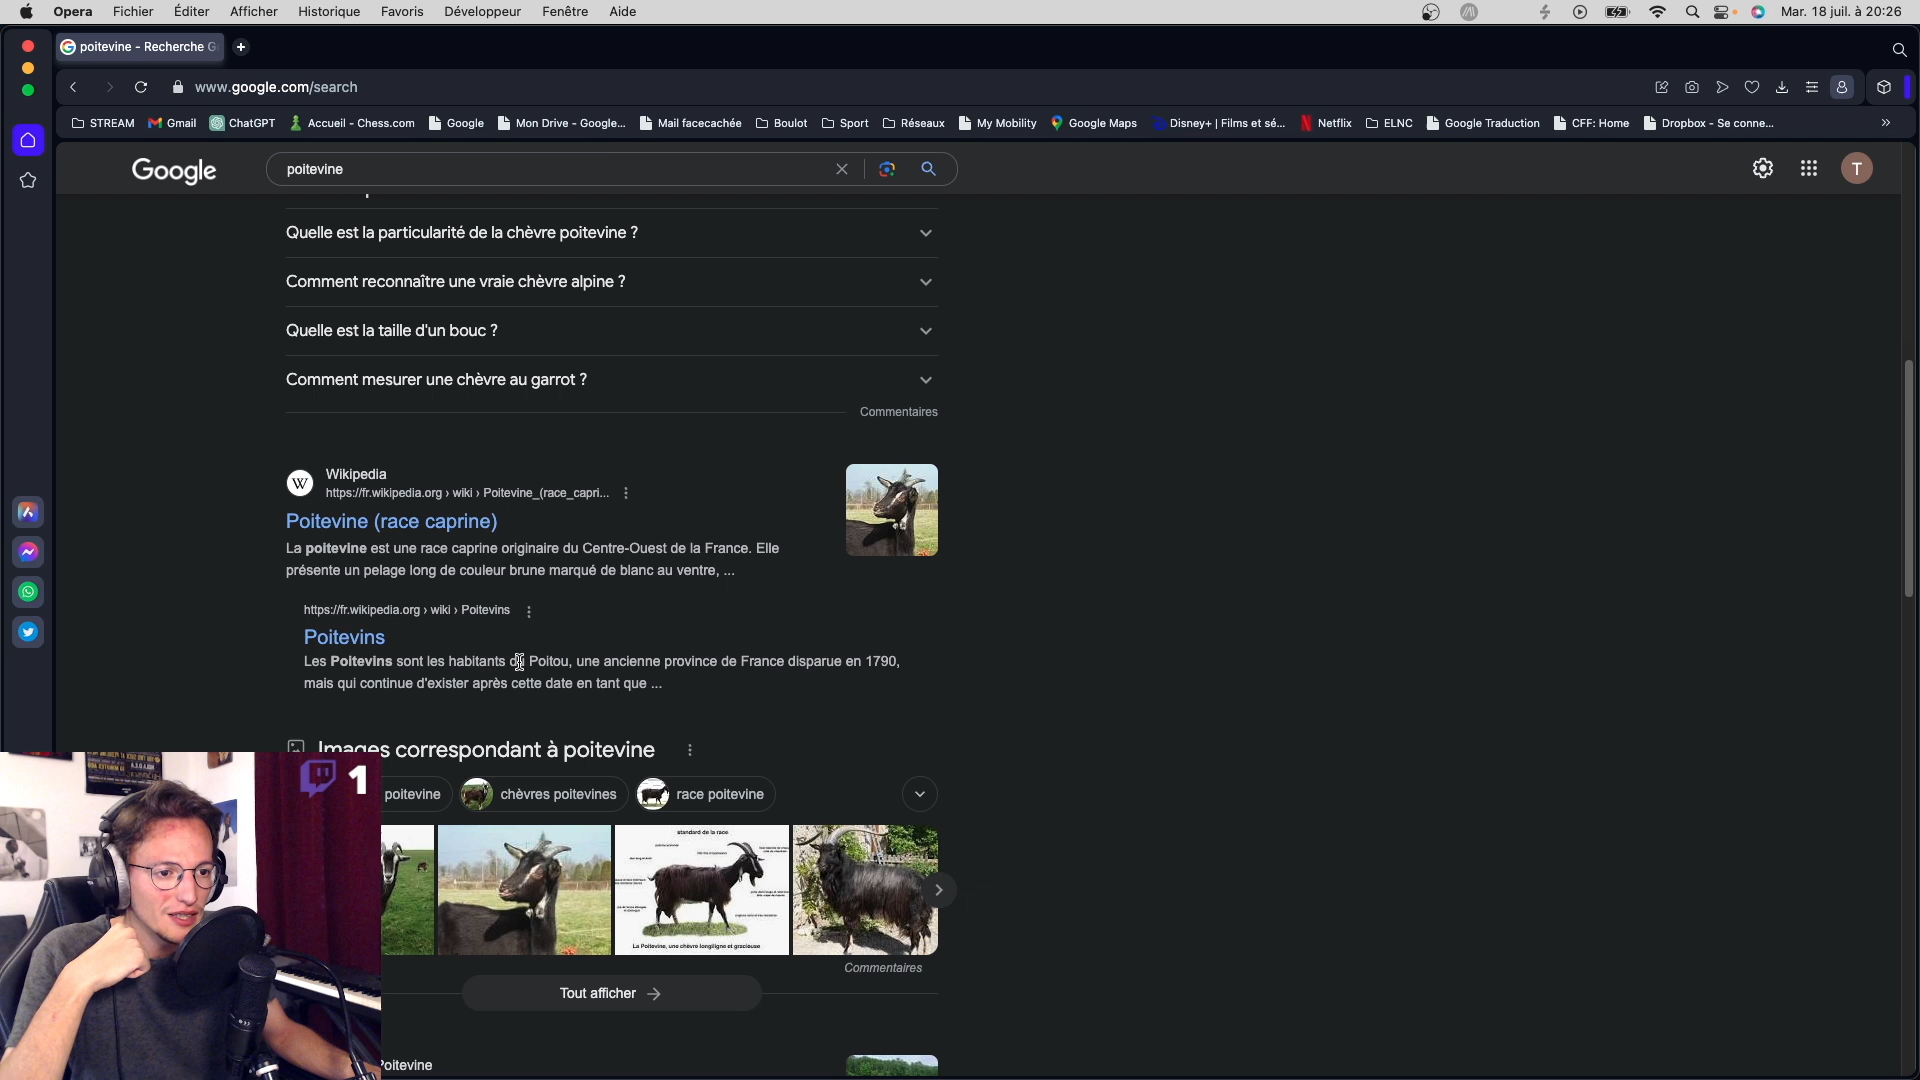 Opera Fichier Éditer Afficher Historique Favoris Développeur Fenêtre Aide
Mar. 18 juil. à 20:26
poitevine - Recherche G
www.google.com/search
STREAM Gmail ChatGPT Accueil - Chess.com Google Mon Drive - Google... Mail facecachée Boulot Sport Réseaux My Mobility Google Maps Disney+ | Films et sé... Netflix ELNC Google Traduction CFF: Home Dropbox - Se conne...
Google
poitevine
T
Quelle est la particularité de la chèvre poitevine ?
Comment reconnaître une vraie chèvre alpine ?
Quelle est la taille d'un bouc ?
Comment mesurer une chèvre au garrot ?
Commentaires
W
Wikipedia
https://fr.wikipedia.org › wiki › Poitevine_(race_capri...
Poitevine (race caprine)
La poitevine est une race caprine originaire du Centre-Ouest de la France. Elle
présente un pelage long de couleur brune marqué de blanc au ventre, ...
https://fr.wikipedia.org › wiki › Poitevins
Poitevins
Les Poitevins sont les habitants du Poitou, une ancienne province de France disparue en 1790,
mais qui continue d'exister après cette date en tant que ...
Images correspondant à poitevine
1
poitevine
chèvres poitevines
race poitevine
standard de la race
La Poitevine, une chèvre longiligne et gracieuse
Commentaires
Tout afficher
Poitevine